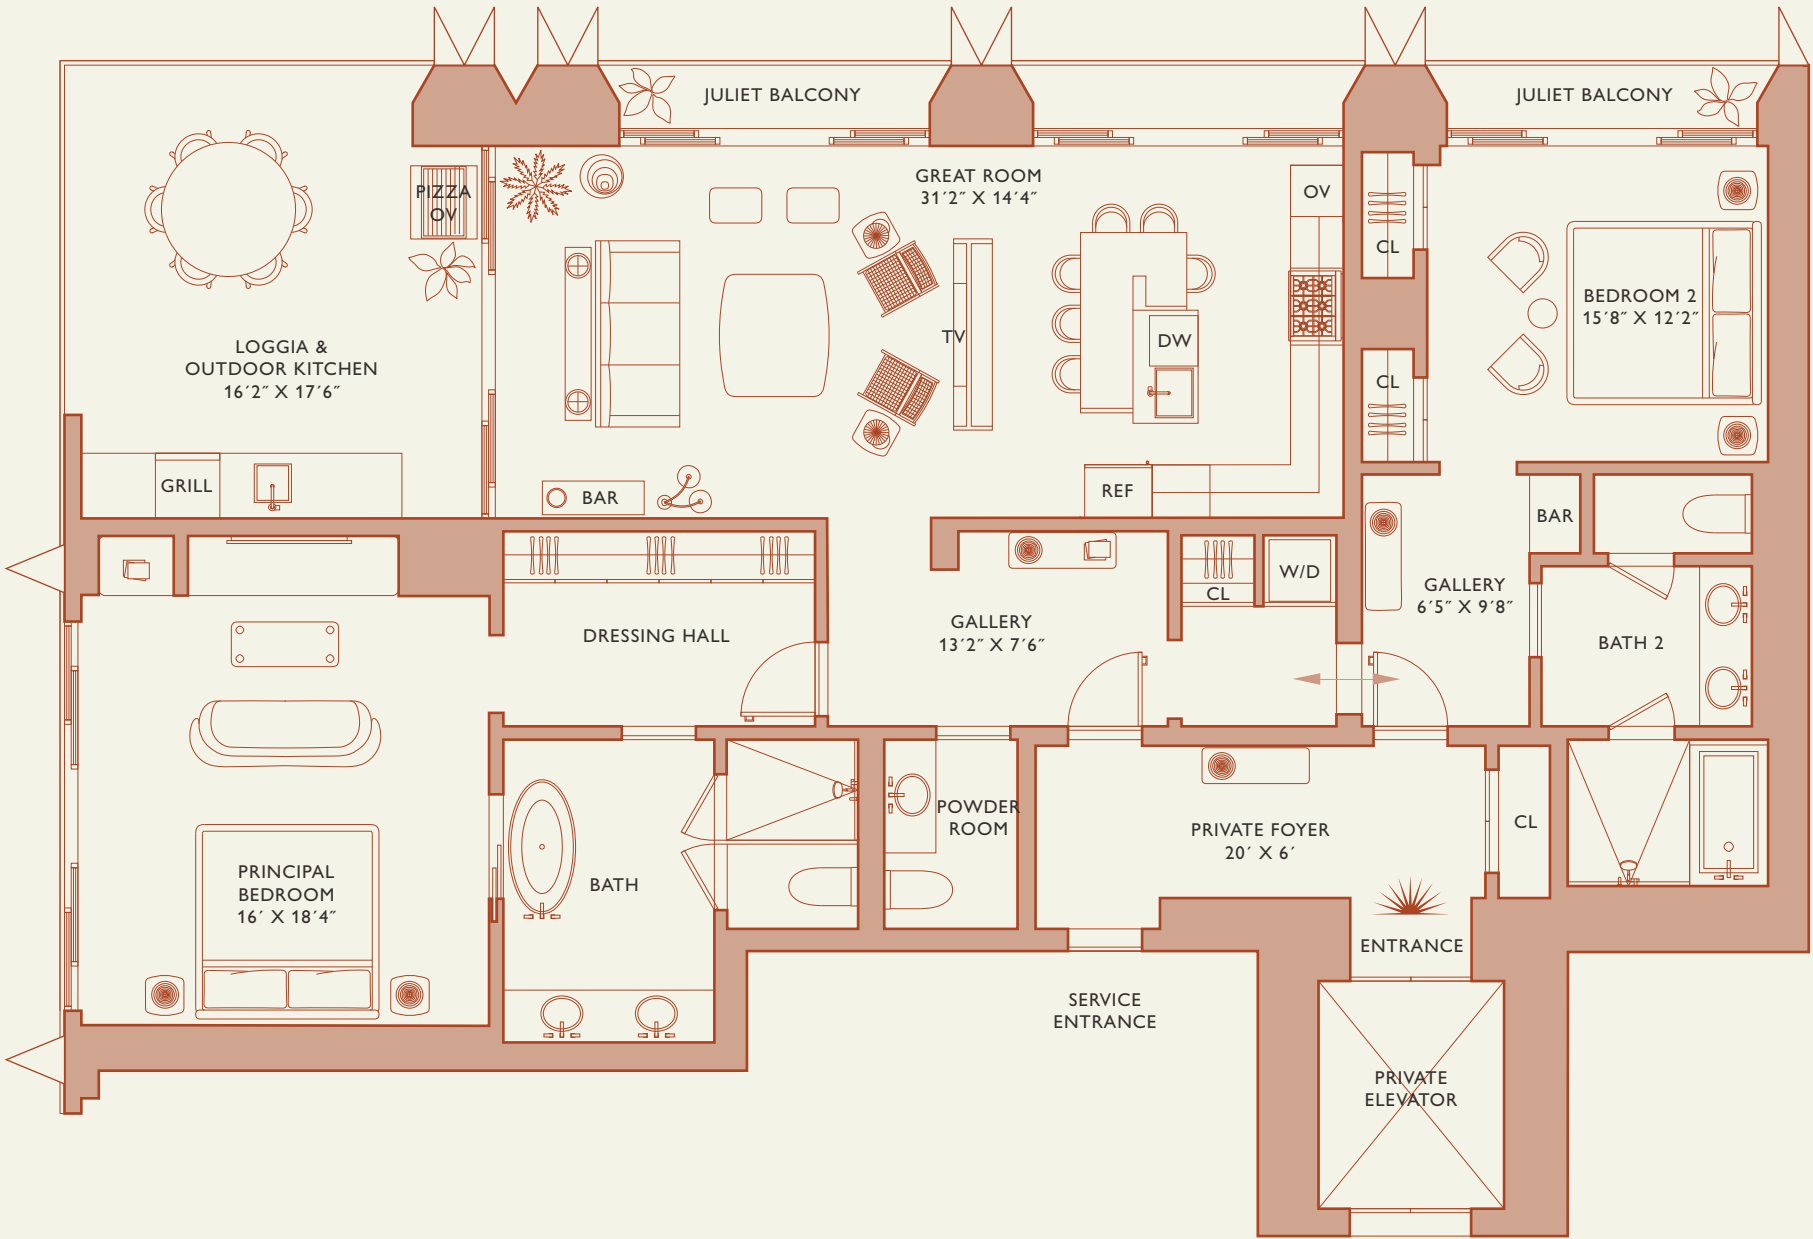 JULIET BALCONY
JULIET BALCONY
PIZZA
OV
GREAT ROOM
31´2˝ X 14´4˝
OV
CL
BEDROOM 2
15´8˝ X 12´2˝
LOGGIA &
OUTDOOR KITCHEN
16´2˝ X 17´6˝
TV
DW
CL
GRILL
BAR
REF
BAR
CL
W/D
GALLERY
6´5˝ X 9´8˝
DRESSING HALL
GALLERY
13´2˝ X 7´6˝
BATH 2
POWDER
ROOM
PRIVATE FOYER
20´ X 6´
CL
PRINCIPAL
BEDROOM
16´ X 18´4˝
BATH
ENTRANCE
SERVICE
ENTRANCE
PRIVATE
ELEVATOR